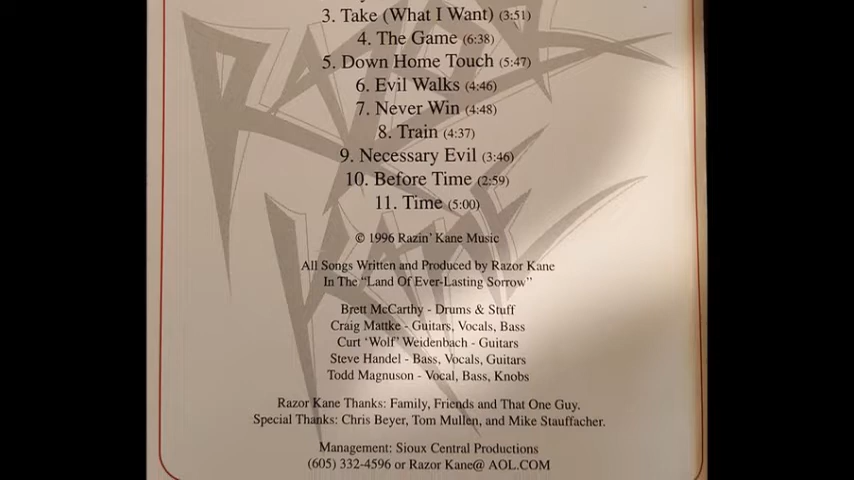 3. Take (What I Want) (3:51)
4. The Game (6:38)
5. Down Home Touch (5:47)
6. Evil Walks (4:46)
7. Never Win (4:48)
8. Train (4:37)
9. Necessary Evil (3:46)
10. Before Time (2:59)
11. Time (5:00)
RAZOR
KANE
© 1996 Razin' Kane Music
All Songs Written and Produced by Razor Kane
In The "Land Of Ever-Lasting Sorrow"
Brett McCarthy - Drums & Stuff
Craig Mattke - Guitars, Vocals, Bass
Curt 'Wolf' Weidenbach - Guitars
Steve Handel - Bass, Vocals, Guitars
Todd Magnuson - Vocal, Bass, Knobs
Razor Kane Thanks: Family, Friends and That One Guy.
Special Thanks: Chris Beyer, Tom Mullen, and Mike Stauffacher.
Management: Sioux Central Productions
(605) 332-4596 or Razor Kane@ AOL.COM